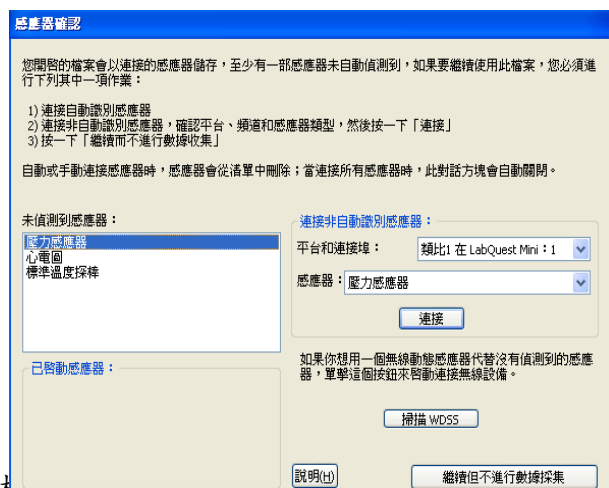 感應器確認
您開啓的檔案會以連接的感應器儲存，至少有一部感應器未自動偵測到，如果要繼續使用此檔案，您必須進
行下列其中一項作業：
1) 連接自動識別感應器
2) 連接非自動識別感應器，確認平台、頻道和感應器類型，然後按一下「連接」
3) 按一下「繼續而不進行數據收集」
自動或手動連接感應器時，感應器會從清單中刪除；當連接所有感應器時，此對話方塊會自動關閉。
未偵測到感應器：
壓力感應器
心電圖
標準溫度探棒
連接非自動識別感應器：
平台和連接埠：
類比1 在 LabQuest Mini：1
感應器：
壓力感應器
連接
已啓動感應器：
如果你想用一個無線動態感應器代替沒有偵測到的感應
器，單擊這個按鈕來啓動連接無線設備。
掃描 WDSS
說明(H)
繼續但不進行數據採集